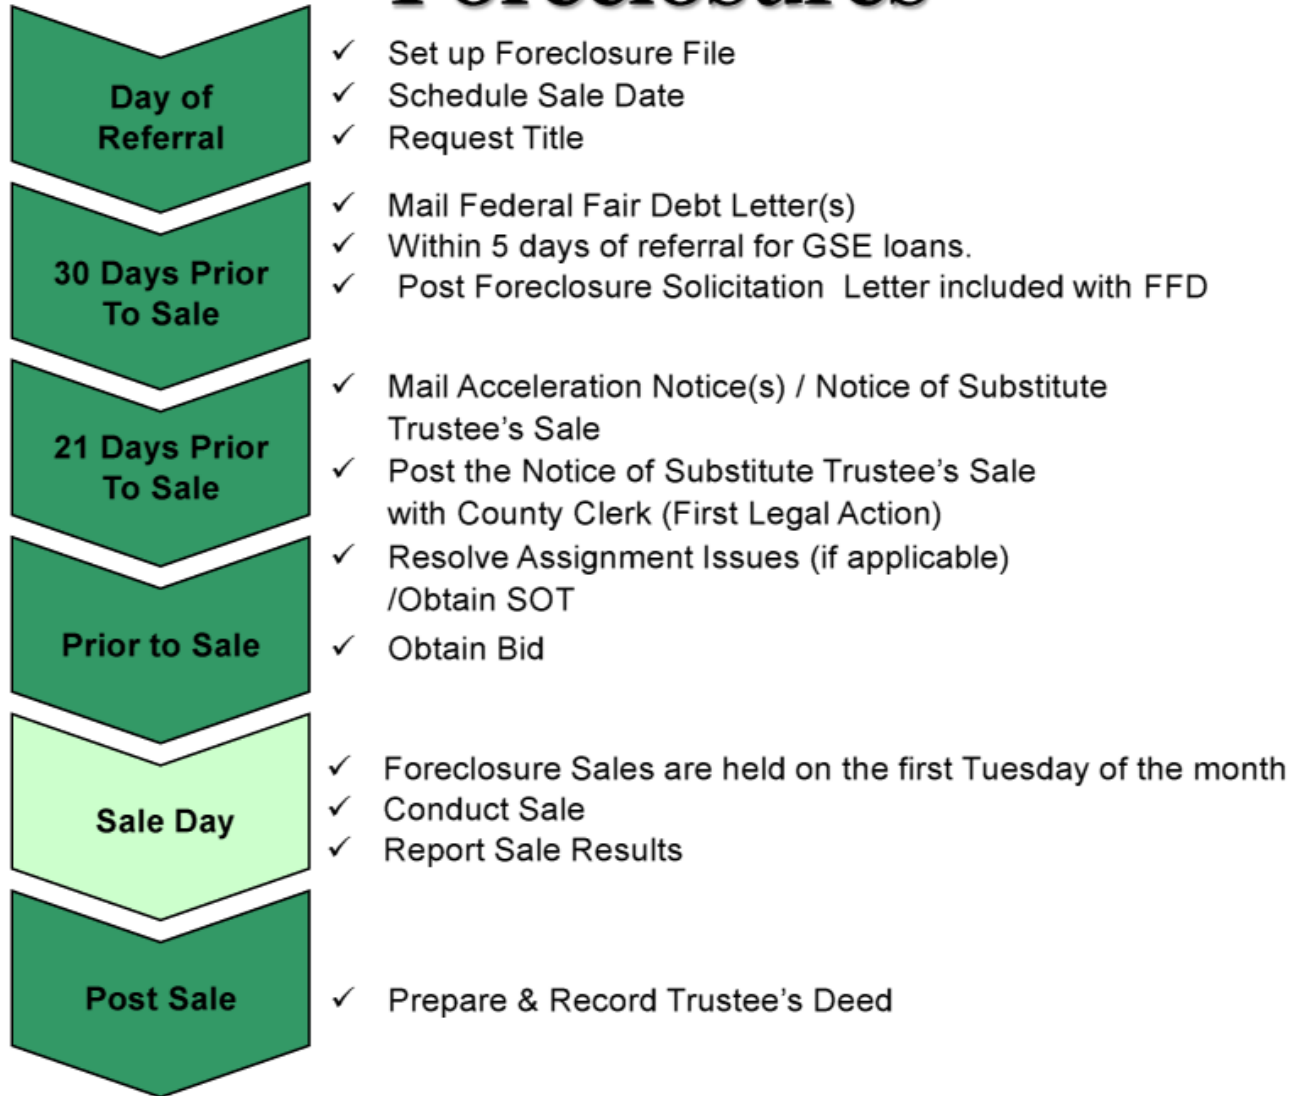 Foreclosures
Day of
Referral
✓ Set up Foreclosure File
✓ Schedule Sale Date
✓ Request Title
30 Days Prior
To Sale
✓ Mail Federal Fair Debt Letter(s)
✓ Within 5 days of referral for GSE loans.
✓ Post Foreclosure Solicitation Letter included with FFD
21 Days Prior
To Sale
✓ Mail Acceleration Notice(s) / Notice of Substitute
Trustee's Sale
✓ Post the Notice of Substitute Trustee's Sale
with County Clerk (First Legal Action)
Prior to Sale
✓ Resolve Assignment Issues (if applicable)
/Obtain SOT
✓ Obtain Bid
Sale Day
✓ Foreclosure Sales are held on the first Tuesday of the month
✓ Conduct Sale
✓ Report Sale Results
Post Sale
✓ Prepare & Record Trustee's Deed